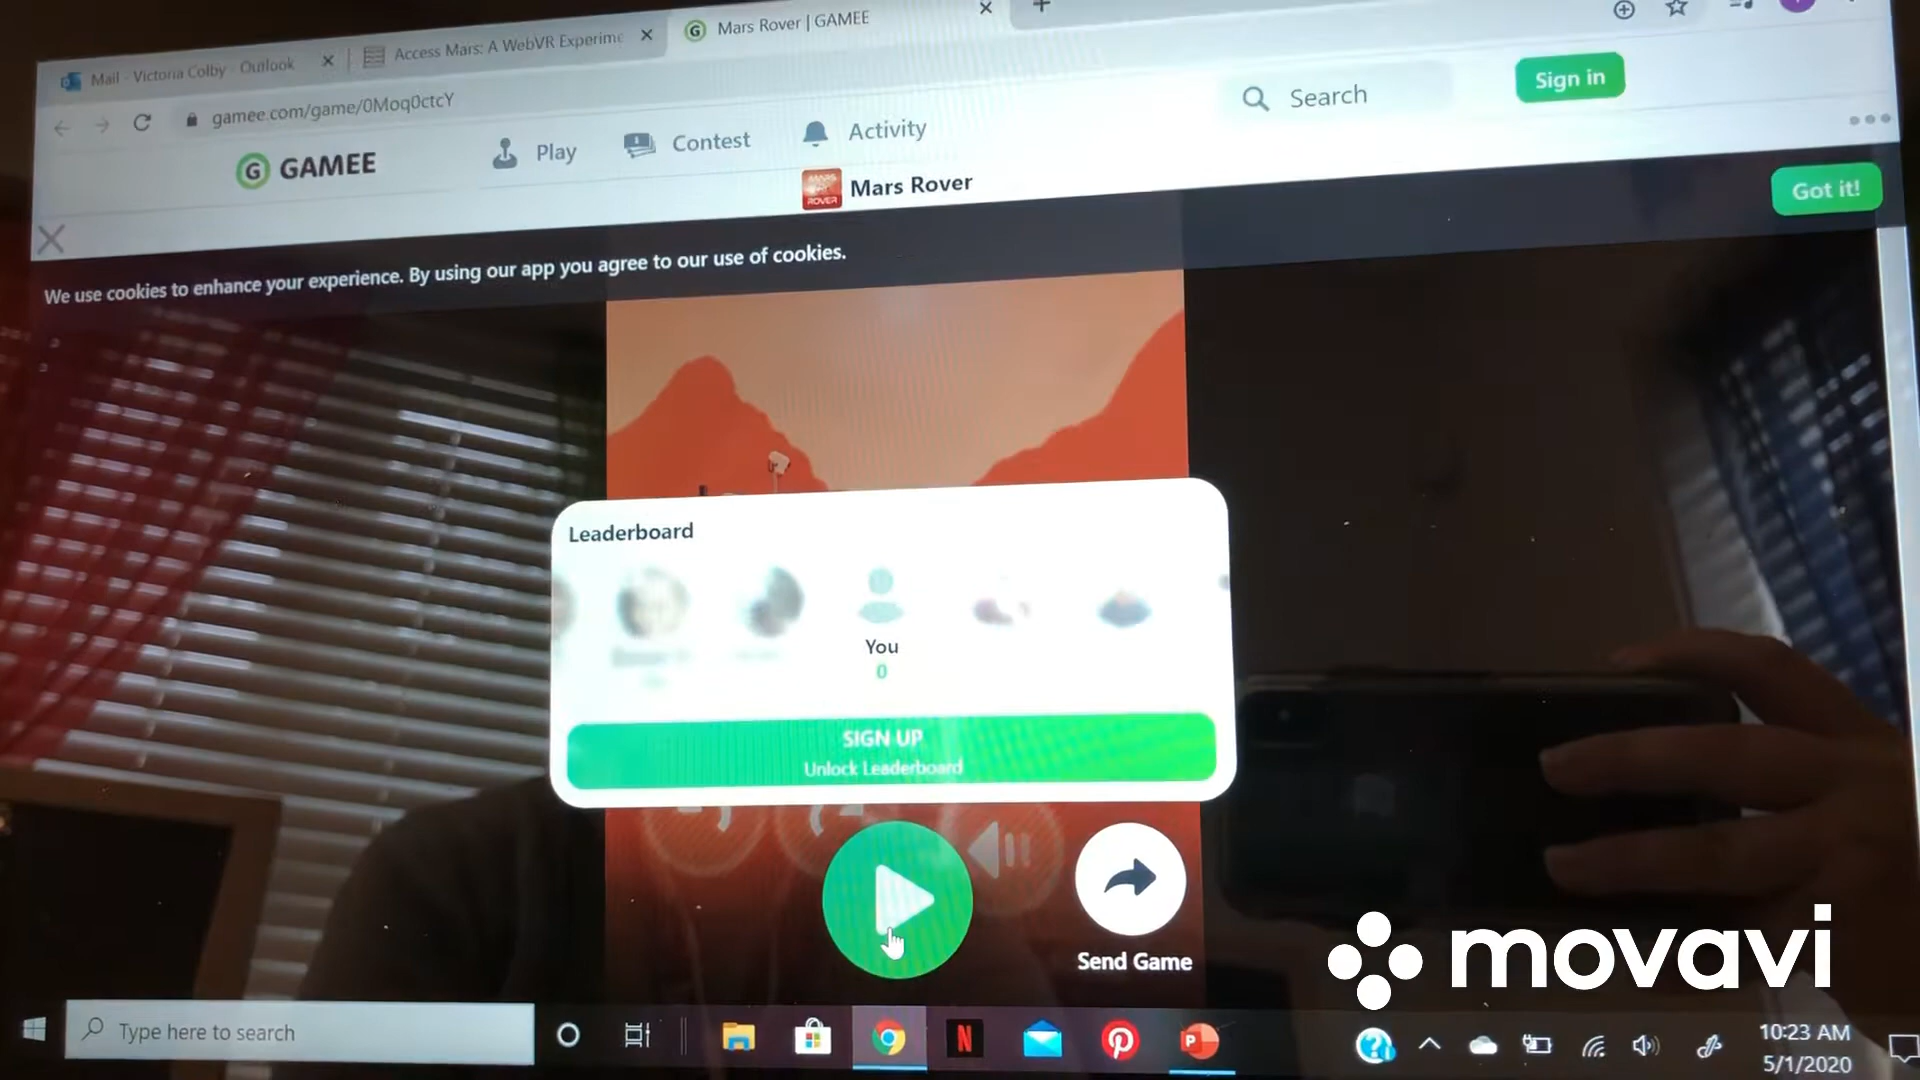 Mail - Victoria Colby - Outlook
Access Mars: A WebVR Experime
Mars Rover | GAMEE
gamee.com/game/0Moq0ctcY
G GAMEE
Play
Contest
Activity
Search
Sign in
MARS ROVER
Mars Rover
Got it!
We use cookies to enhance your experience. By using our app you agree to our use of cookies.
Leaderboard
You
0
SIGN UP
Unlock Leaderboard
Send Game
movavi
Type here to search
N
P
10:23 AM
5/1/2020